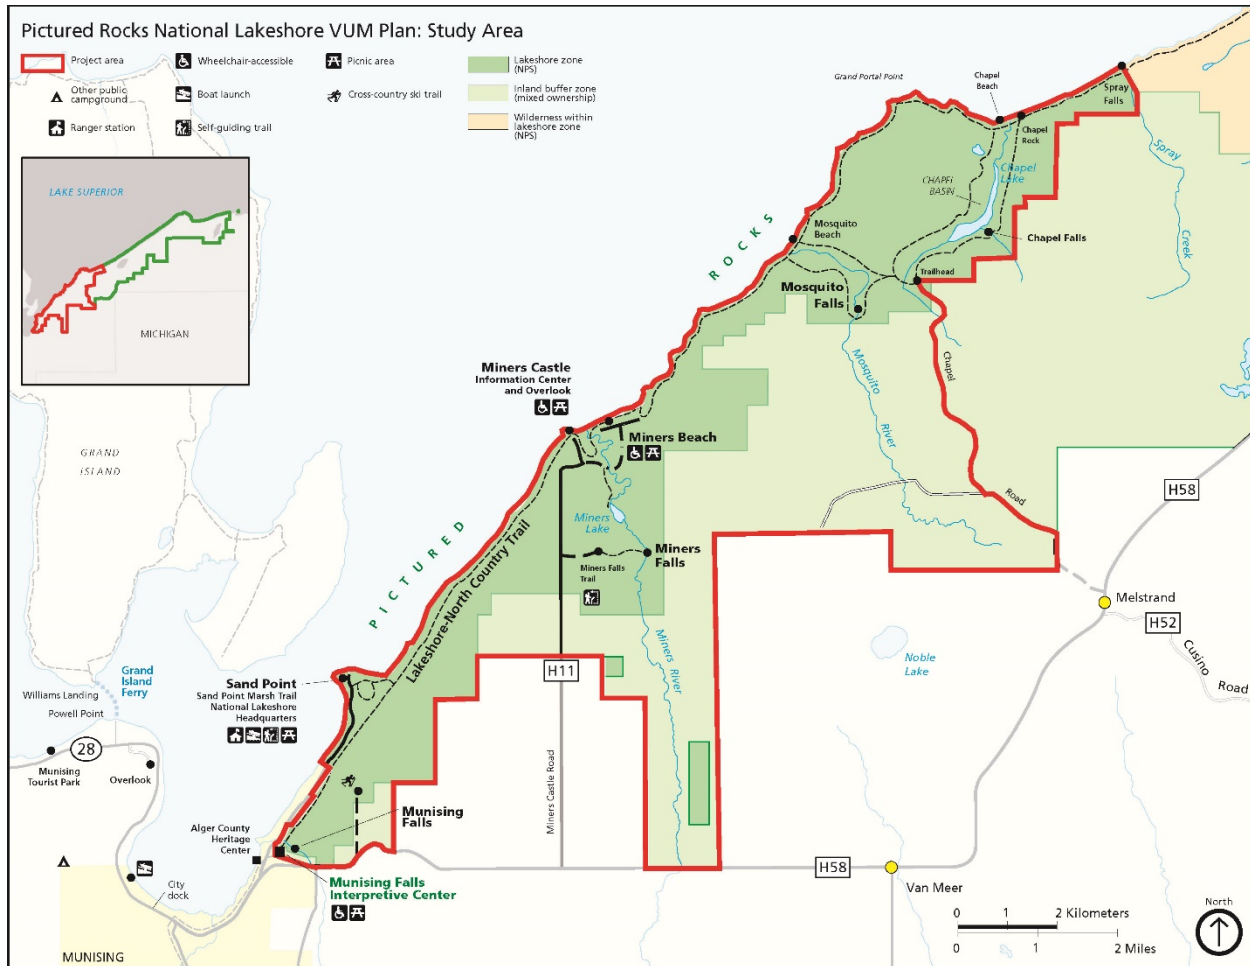 Pictured Rocks National Lakeshore VUM Plan: Study Area
Project area
Wheelchair-accessible
Picnic area
Lakeshore zone
(NPS)
Other public
campground
Boat launch
Cross-country ski trail
Inland buffer zone
(mixed ownership)
Ranger station
Self-guiding trail
Wilderness within
lakeshore zone
(NPS)
LAKE SUPERIOR
MICHIGAN
Grand Portal Point
Chapel
Beach
Spray
Falls
Chapel
Rock
Chapel
Lake
CHAPEL
BASIN
Spray
Creek
Chapel Falls
Mosquito
Beach
Trailhead
Mosquito
Falls
Mosquito
River
Chapel
Road
PICTURED
ROCKS
Miners Castle
Information Center
and Overlook
Miners Beach
GRAND
ISLAND
Miners
Lake
Miners
Falls
Miners Falls
Trail
Lakeshore-North Country Trail
H58
Melstrand
H52
Cusino
Road
Noble
Lake
Miners River
H11
Miners Castle Road
Grand
Island
Ferry
Williams Landing
Powell Point
Sand Point
Sand Point Marsh Trail
National Lakeshore
Headquarters
28
Munising
Tourist Park
Overlook
Munising
Falls
Alger County
Heritage
Center
Munising Falls
Interpretive Center
City
dock
MUNISING
H58
Van Meer
0 1 2 Kilometers
0 1 2 Miles
North